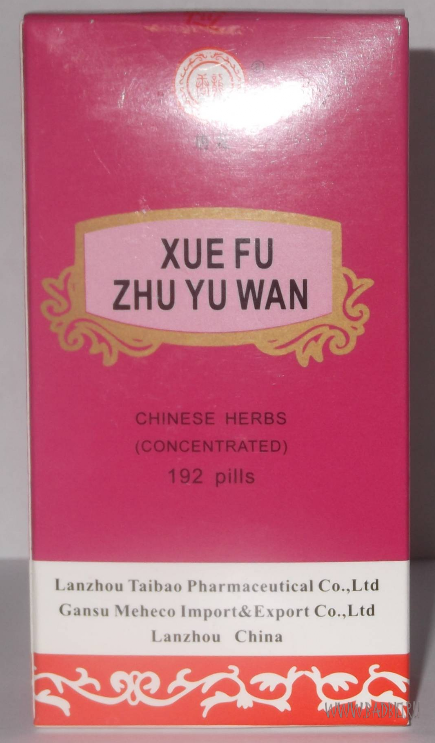 XUE FU
ZHU YU WAN
CHINESE HERBS
(CONCENTRATED)
192 pills
Lanzhou Taibao Pharmaceutical Co.,Ltd
Gansu Meheco Import&Export Co.,Ltd
Lanzhou China